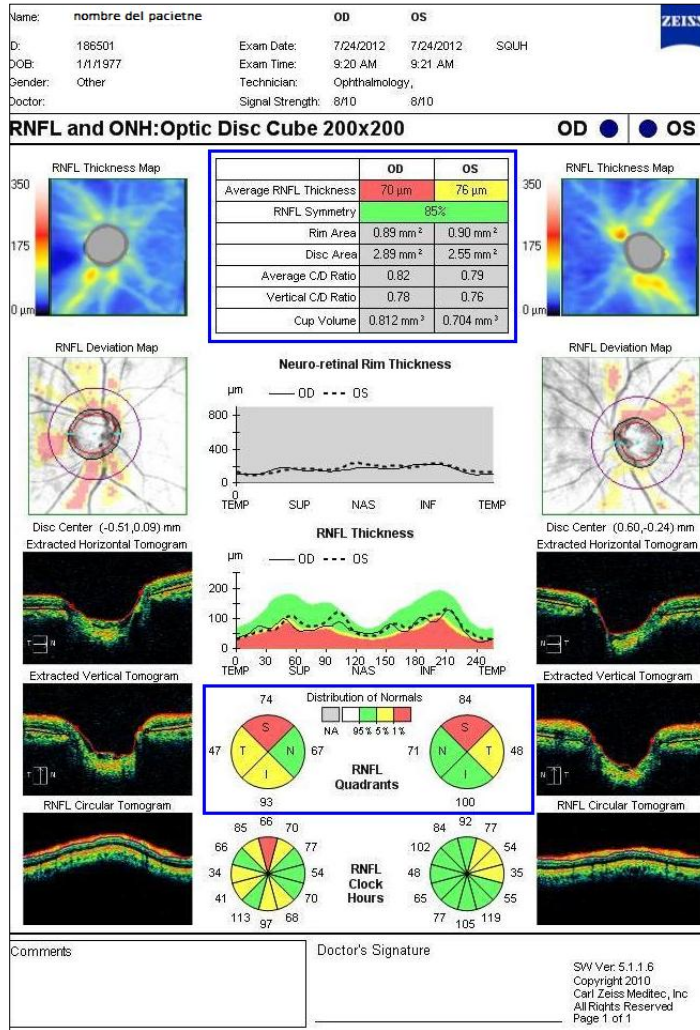 Name: nombre del pacietne OD OS
ZEISS
ID: 186501 Exam Date: 7/24/2012 7/24/2012 SQUH
DOB: 1/1/1977 Exam Time: 9:20 AM 9:21 AM
Gender: Other Technician: Ophthalmology,
Doctor: Signal Strength: 8/10 8/10
RNFL and ONH:Optic Disc Cube 200x200 OD OS
RNFL Thickness Map
350
175
0 µm
OD OS
Average RNFL Thickness 70 µm 76 µm
RNFL Symmetry 85%
Rim Area 0.89 mm² 0.90 mm²
Disc Area 2.89 mm² 2.55 mm²
Average C/D Ratio 0.82 0.79
Vertical C/D Ratio 0.78 0.76
Cup Volume 0.812 mm³ 0.704 mm³
RNFL Thickness Map
350
175
0 µm
RNFL Deviation Map
Disc Center (-0.51,0.09) mm
Neuro-retinal Rim Thickness
µm OD OS
800
400
0
0
TEMP SUP NAS INF TEMP
RNFL Deviation Map
Disc Center (0.60,-0.24) mm
Extracted Horizontal Tomogram
T N
RNFL Thickness
µm OD OS
200
100
0
0 30 60 90 120 150 180 210 240
TEMP SUP NAS INF TEMP
Extracted Horizontal Tomogram
N T
Extracted Vertical Tomogram
T N
Distribution of Normals
NA 95% 5% 1%
74
S
47 T N 67
I
93
RNFL
Quadrants
84
S
71 N T 48
I
100
Extracted Vertical Tomogram
N T
RNFL Circular Tomogram
66
85 70
66 77
34 54
41 70
113 68
97
RNFL
Clock
Hours
92
84 77
102 54
48 35
65 55
77 119
105
RNFL Circular Tomogram
Comments
Doctor's Signature
SW Ver: 5.1.1.6
Copyright 2010
Carl Zeiss Meditec, Inc
All Rights Reserved
Page 1 of 1